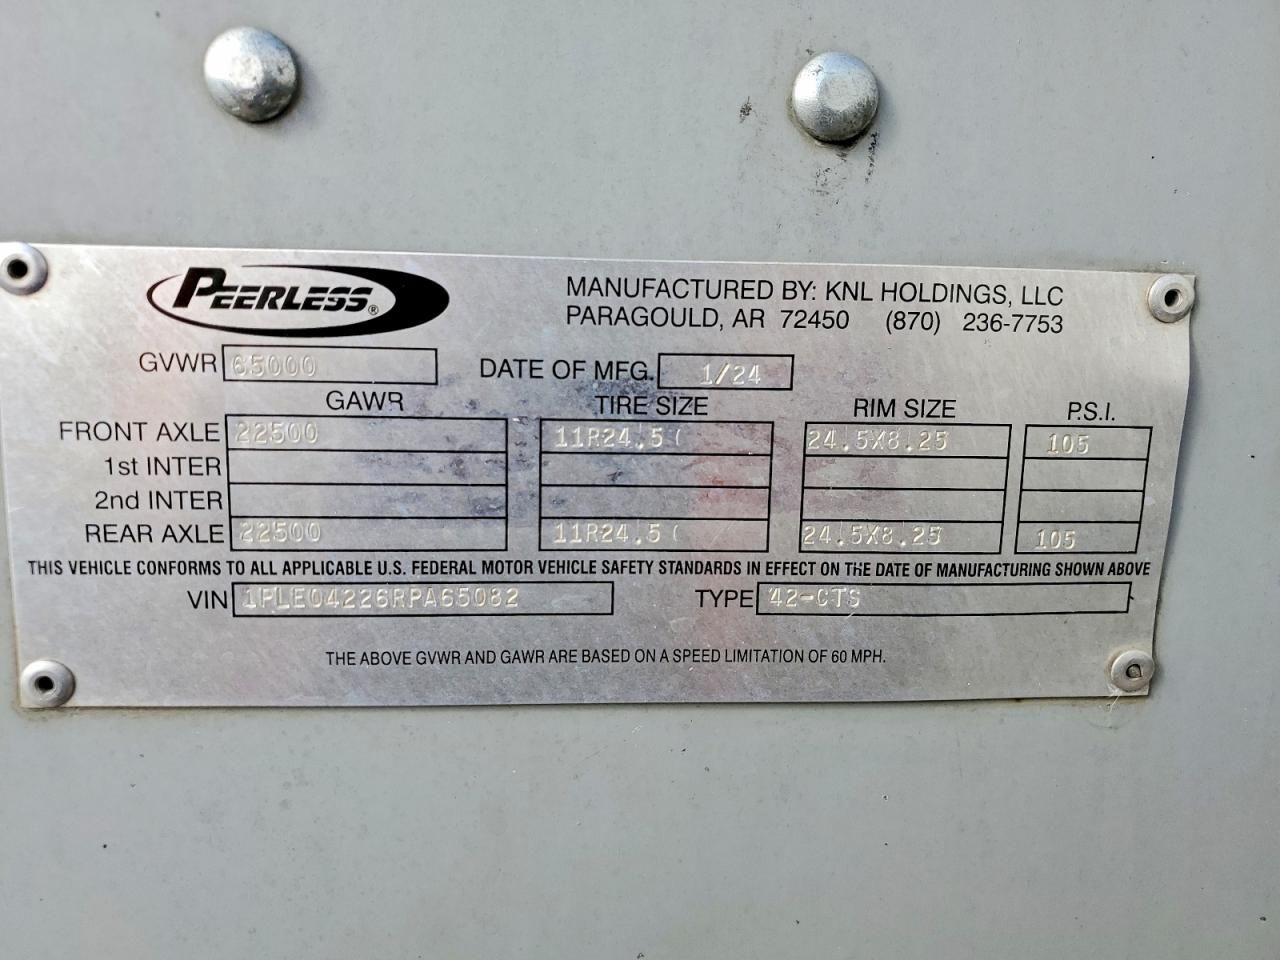 PEERLESS®
MANUFACTURED BY: KNL HOLDINGS, LLC
PARAGOULD, AR 72450 (870) 236-7753
GVWR 65000 DATE OF MFG. 1/24
GAWR TIRE SIZE RIM SIZE P.S.I.
FRONT AXLE 22500 11R24.5( 24.5X8.25 105
1st INTER
2nd INTER
REAR AXLE 22500 11R24.5( 24.5X8.25 105
THIS VEHICLE CONFORMS TO ALL APPLICABLE U.S. FEDERAL MOTOR VEHICLE SAFETY STANDARDS IN EFFECT ON THE DATE OF MANUFACTURING SHOWN ABOVE
VIN 1PLE04226RPA65082 TYPE 42-CTS
THE ABOVE GVWR AND GAWR ARE BASED ON A SPEED LIMITATION OF 60 MPH.